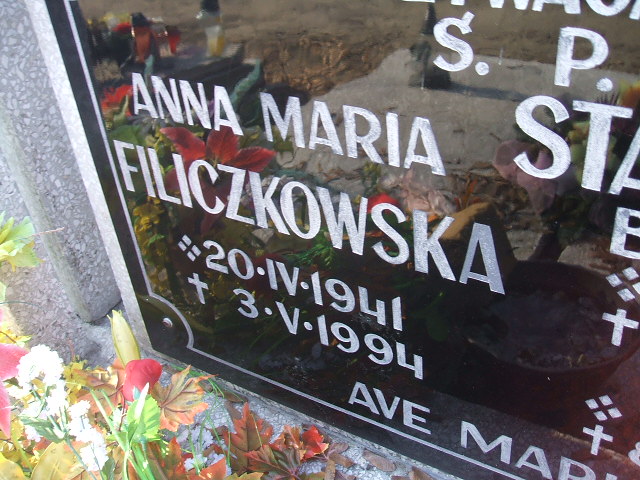 Ś. P.
ANNA MARIA
FILICZKOWSKA
20·IV·1941
✝ 3·V·1994
AVE